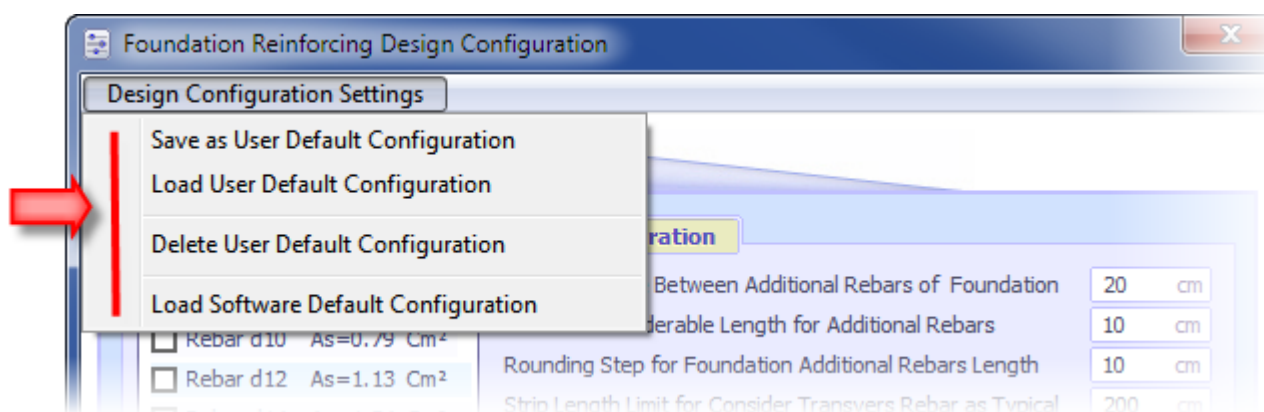 Foundation Reinforcing Design Configuration
X
Design Configuration Settings
Save as User Default Configuration
Load User Default Configuration
Delete User Default Configuration
Load Software Default Configuration
ration
Between Additional Rebars of Foundation 20 cm
derable Length for Additional Rebars 10 cm
Rebar d10 As=0.79 Cm²
Rounding Step for Foundation Additional Rebars Length 10 cm
Rebar d12 As=1.13 Cm²
Strip Length Limit for Consider Transvers Rebar as Typical 200 cm